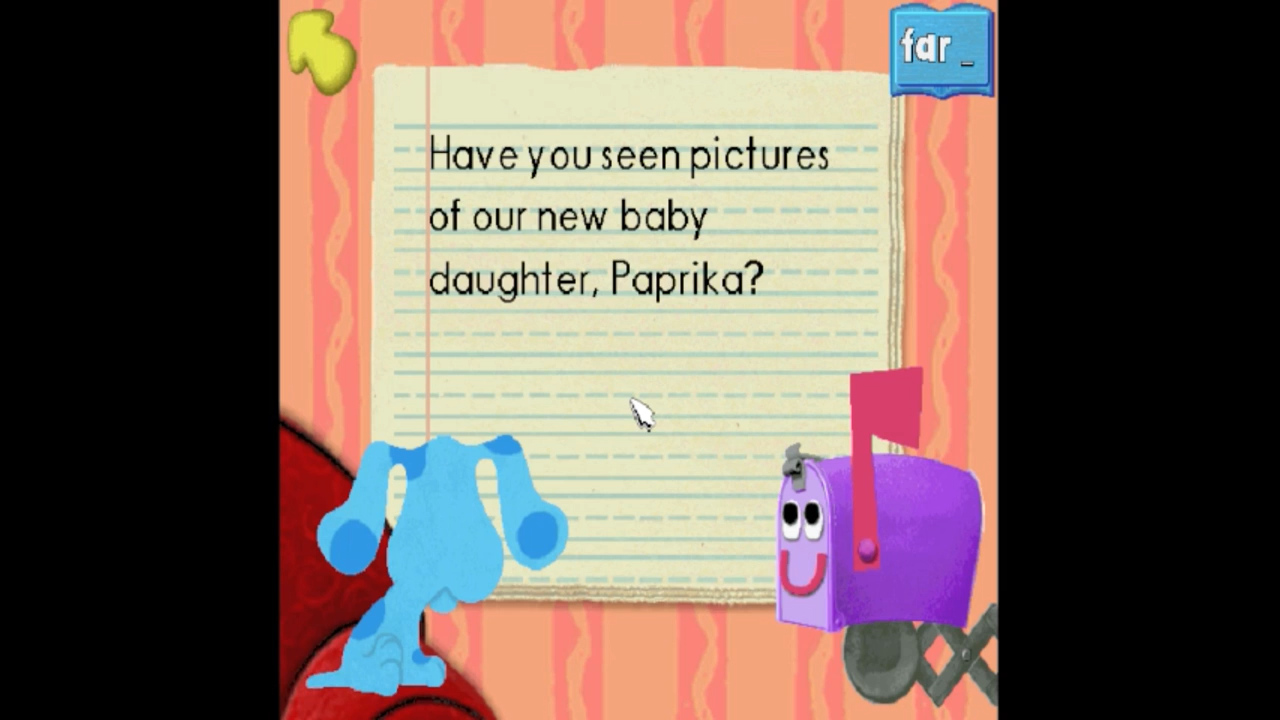 far _
Have you seen pictures
of our new baby
daughter, Paprika?